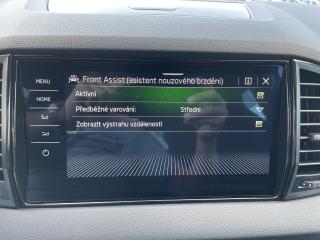 MENU
Front Assist (asistent nouzového brzdění)
Aktivní
HOME
Předběžné varování: Střední
Zobrazit výstrahu vzdálenosti